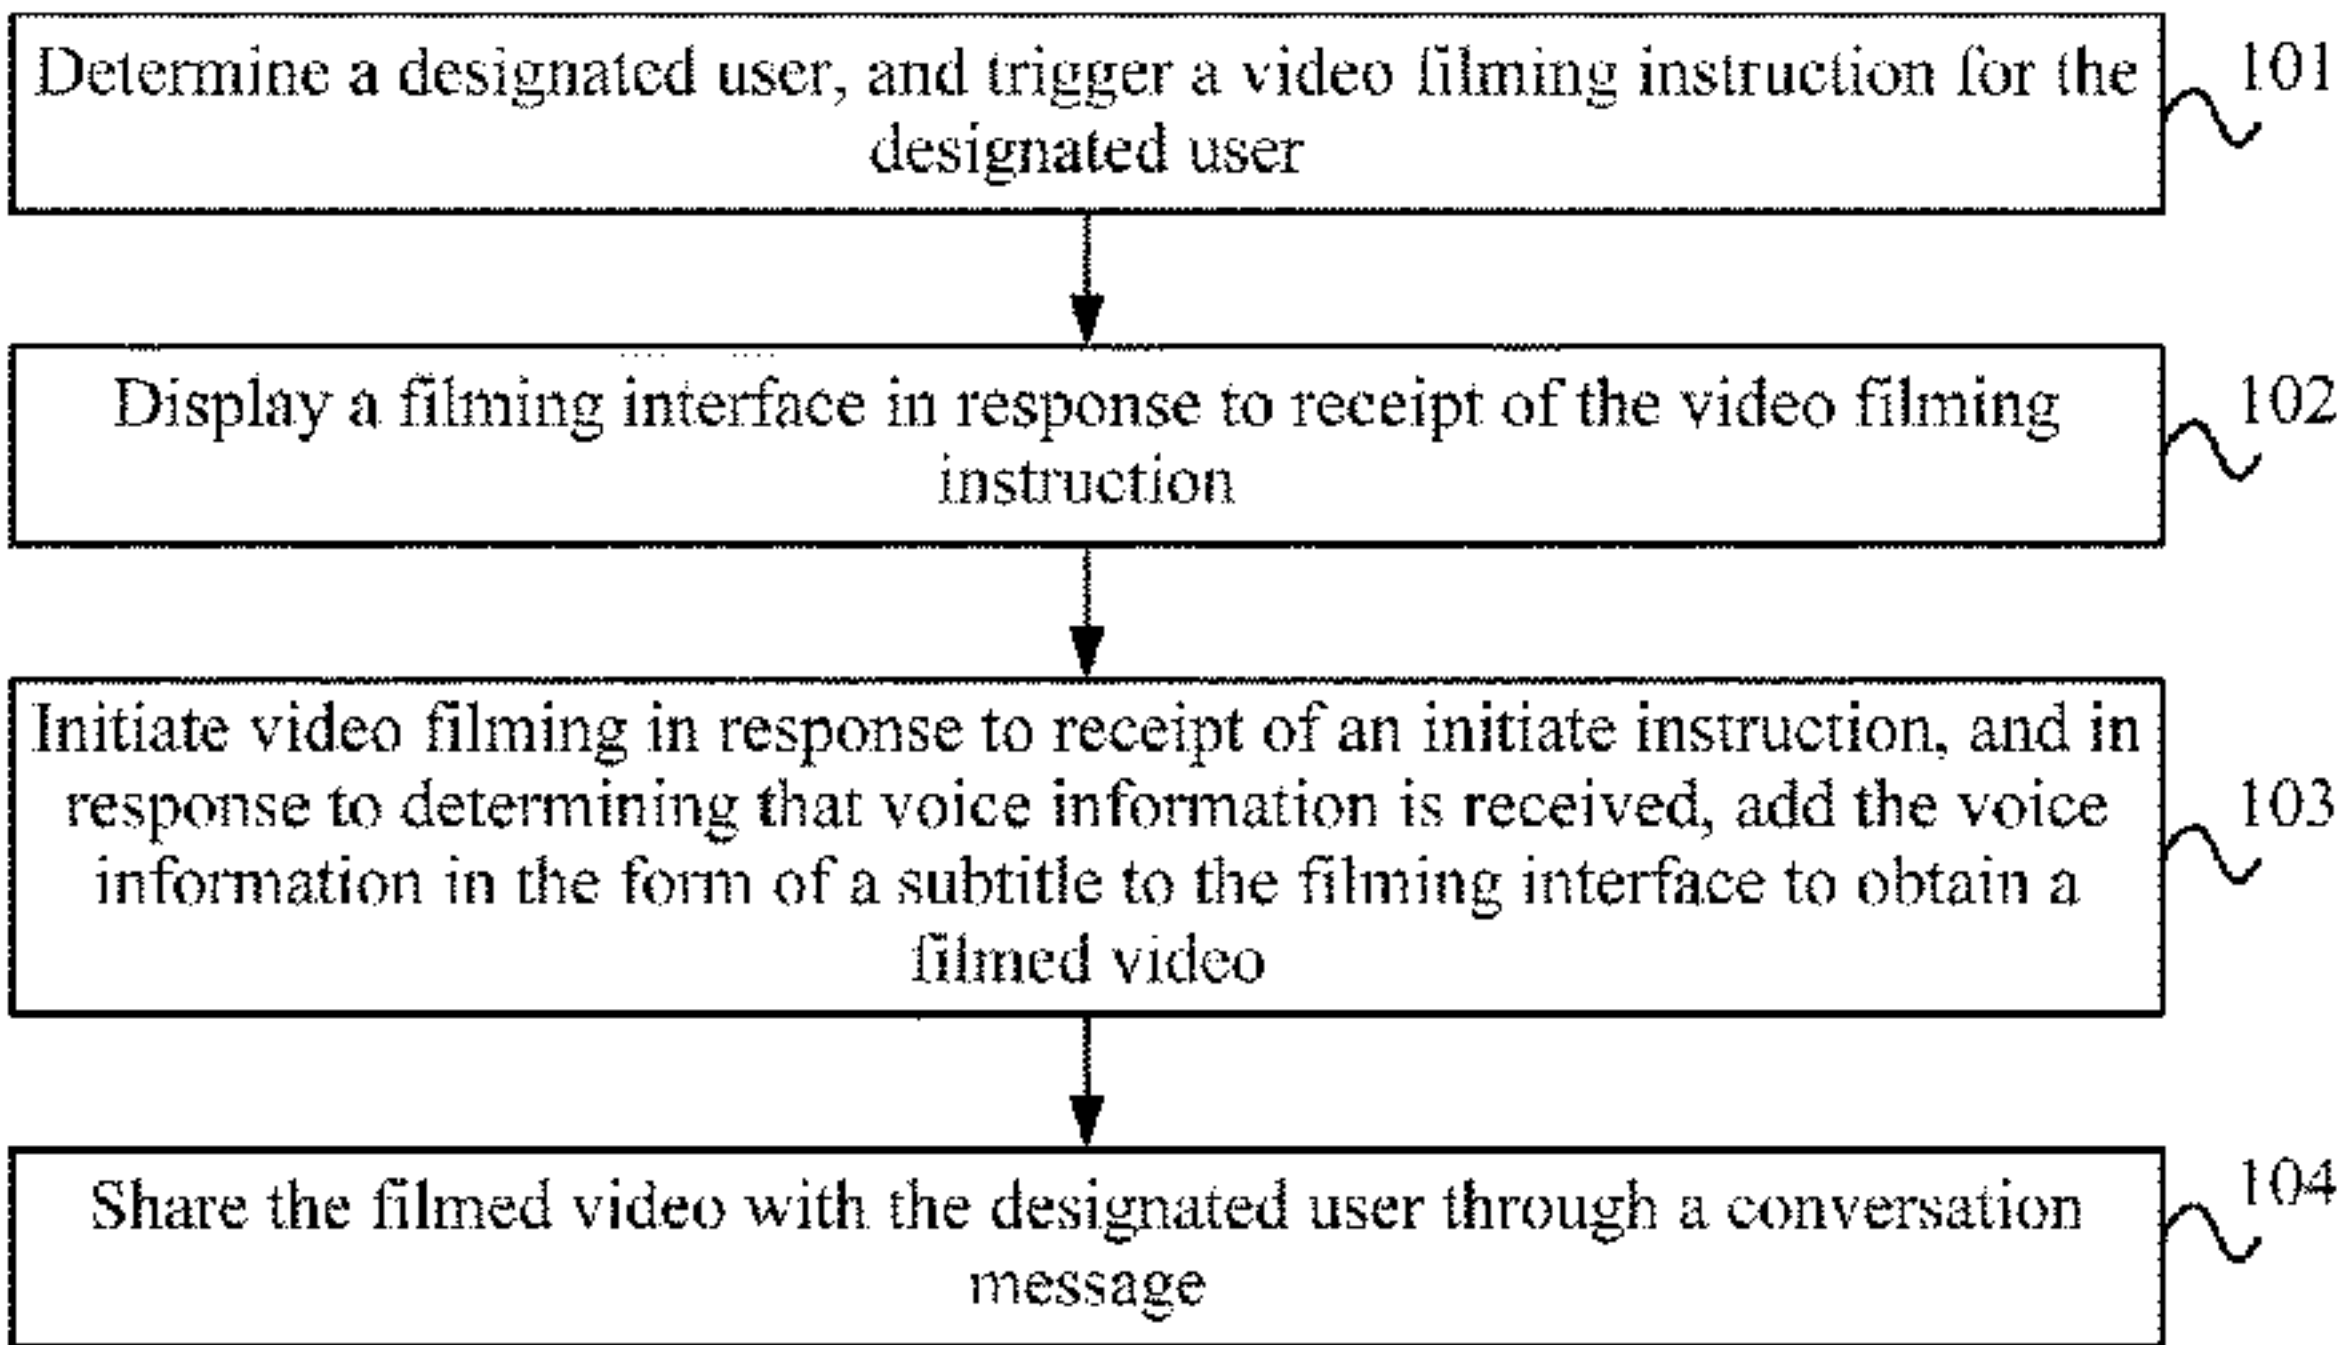 Determine a designated user, and trigger a video filming instruction for the
designated user
101
Display a filming interface in response to receipt of the video filming
instruction
102
Initiate video filming in response to receipt of an initiate instruction, and in
response to determining that voice information is received, add the voice
information in the form of a subtitle to the filming interface to obtain a
filmed video
103
Share the filmed video with the designated user through a conversation
message
104